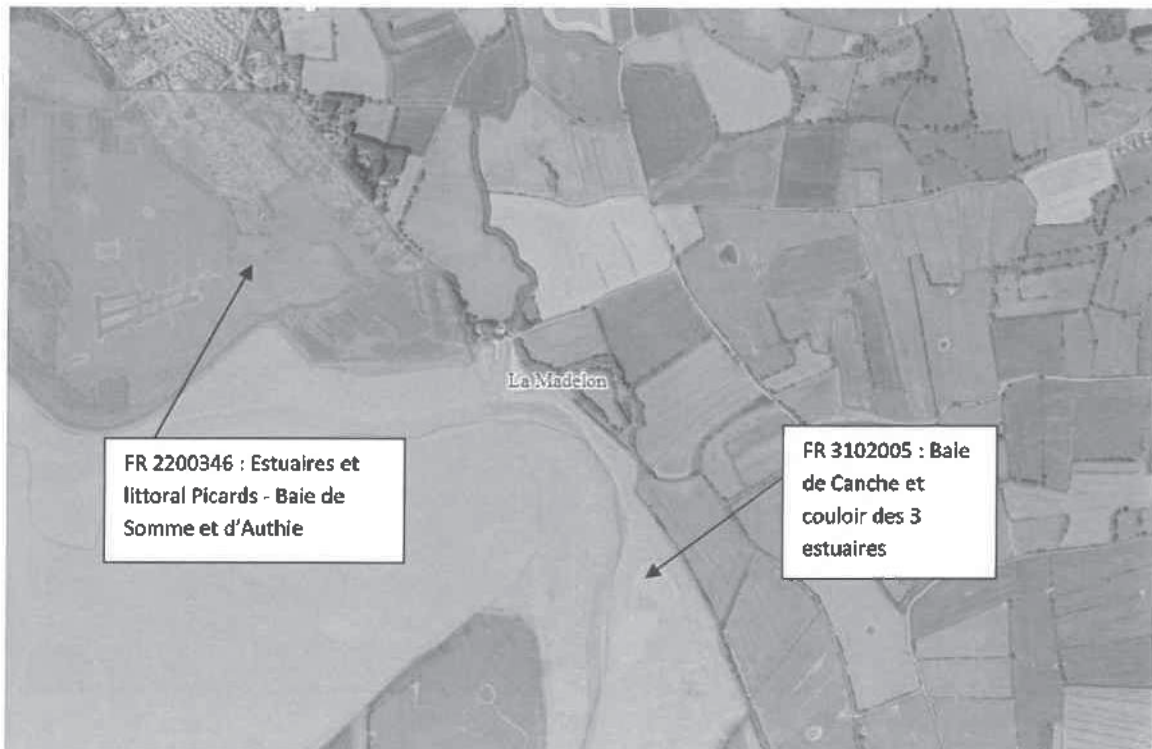 La Madelon
FR 2200346 : Estuaires et
littoral Picards - Baie de
Somme et d'Authie
FR 3102005 : Baie
de Canche et
couloir des 3
estuaires